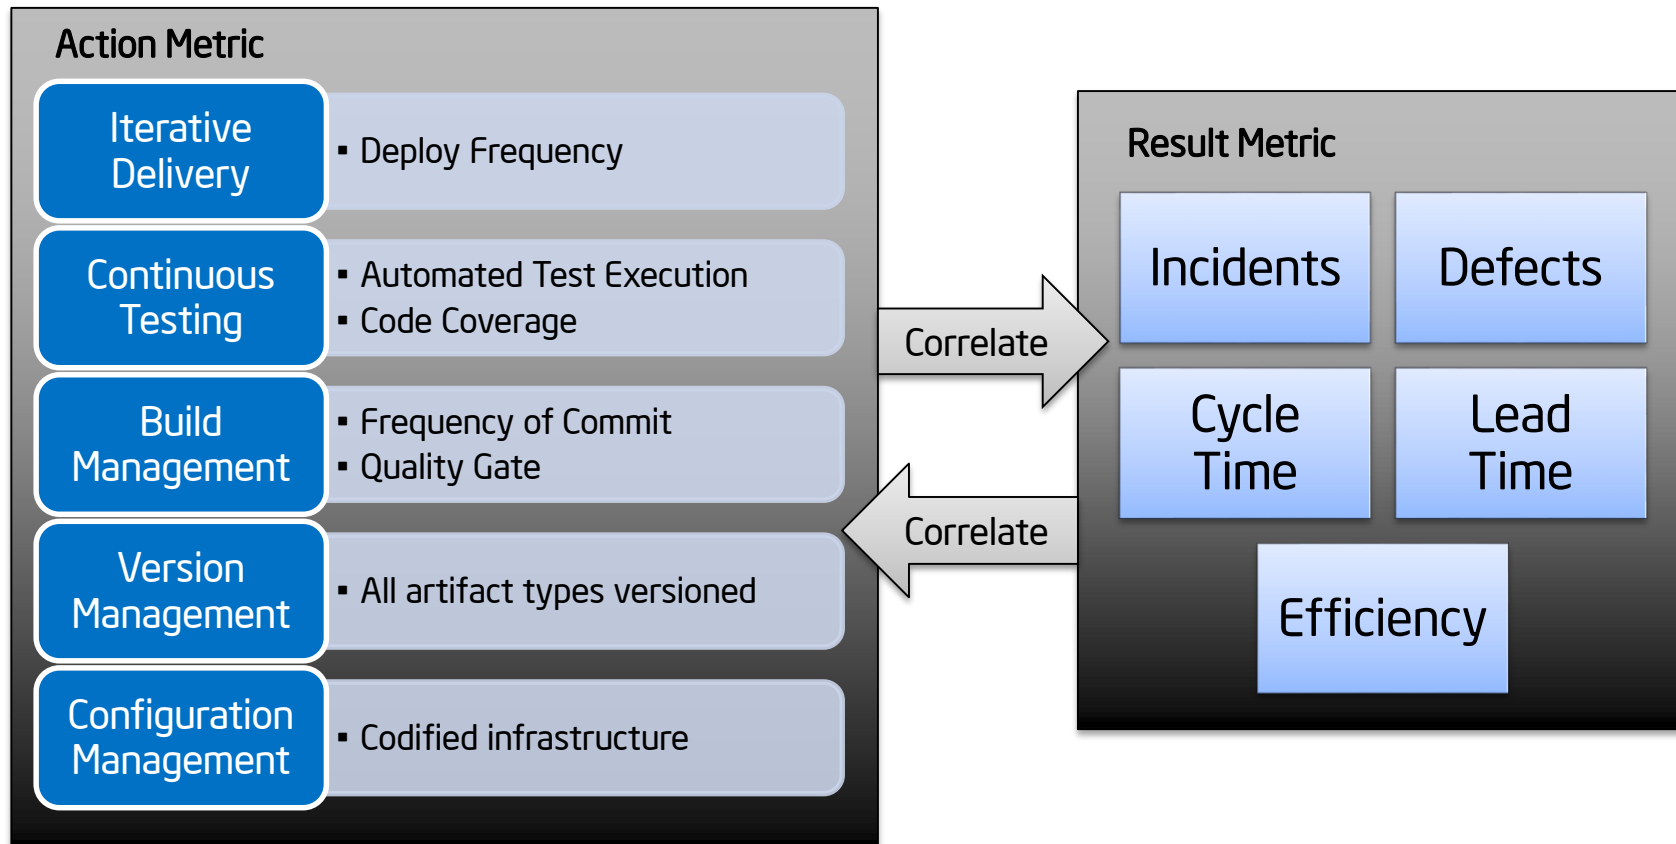 Action Metric
Iterative
Delivery
▪ Deploy Frequency
Continuous
Testing
▪ Automated Test Execution
▪ Code Coverage
Build
Management
▪ Frequency of Commit
▪ Quality Gate
Version
Management
▪ All artifact types versioned
Configuration
Management
▪ Codified infrastructure
Correlate
Correlate
Result Metric
Incidents
Defects
Cycle
Time
Lead
Time
Efficiency